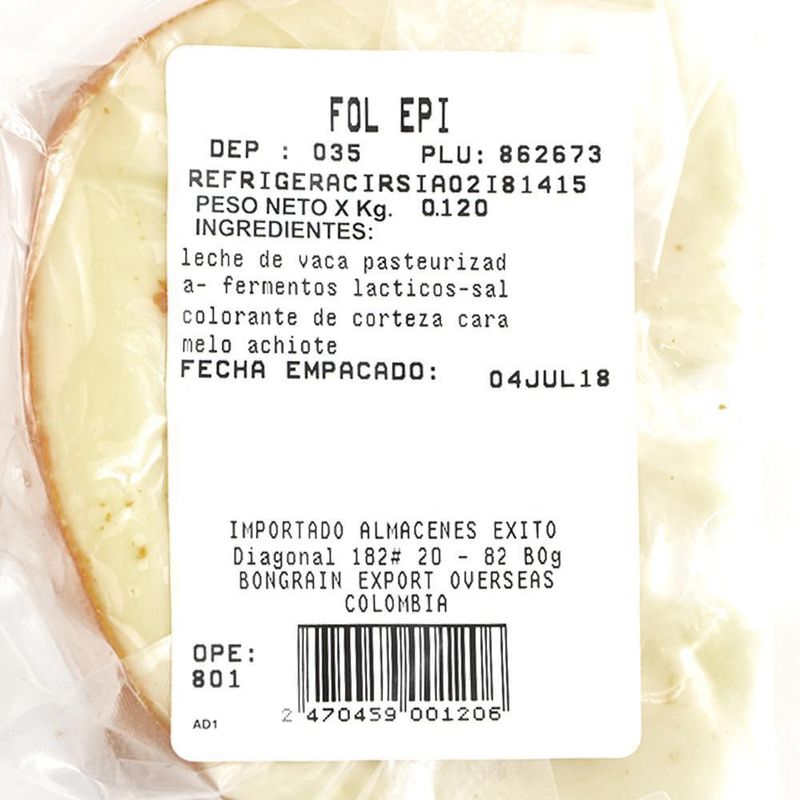 FOL EPI
DEP : 035 PLU: 862673
REFRIGERACIRSIA02I81415
PESO NETO X Kg. 0.120
INGREDIENTES:
leche de vaca pasteurizad
a- fermentos lacticos-sal
colorante de corteza cara
melo achiote
FECHA EMPACADO: 04JUL18
IMPORTADO ALMACENES EXITO
Diagonal 182# 20 - 82 BOg
BONGRAIN EXPORT OVERSEAS
COLOMBIA
OPE:
801
AD1
2 470459 001206